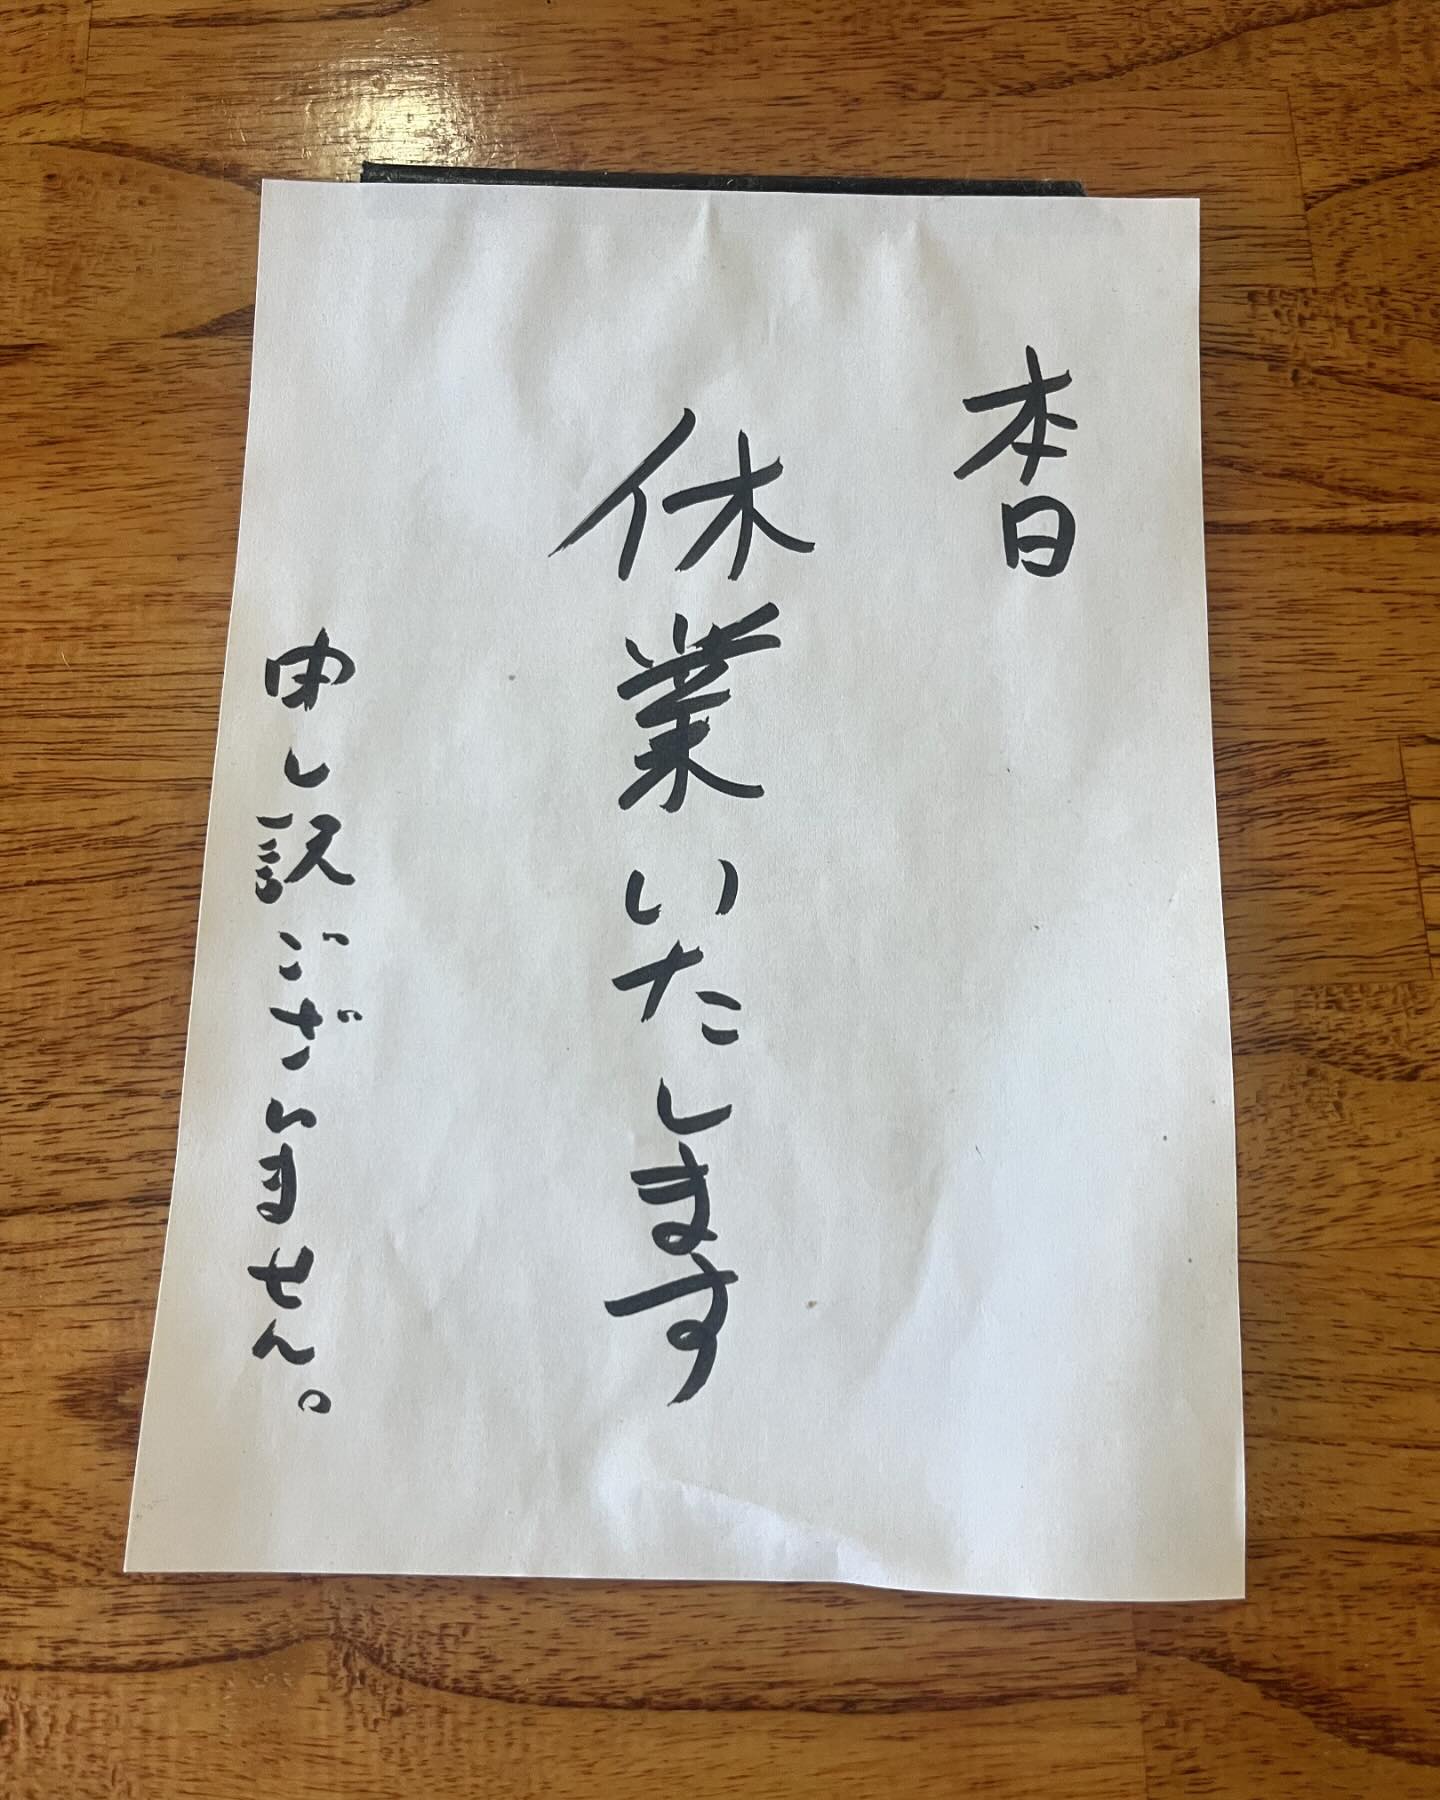 本日
休業いたします
申し訳ございません。